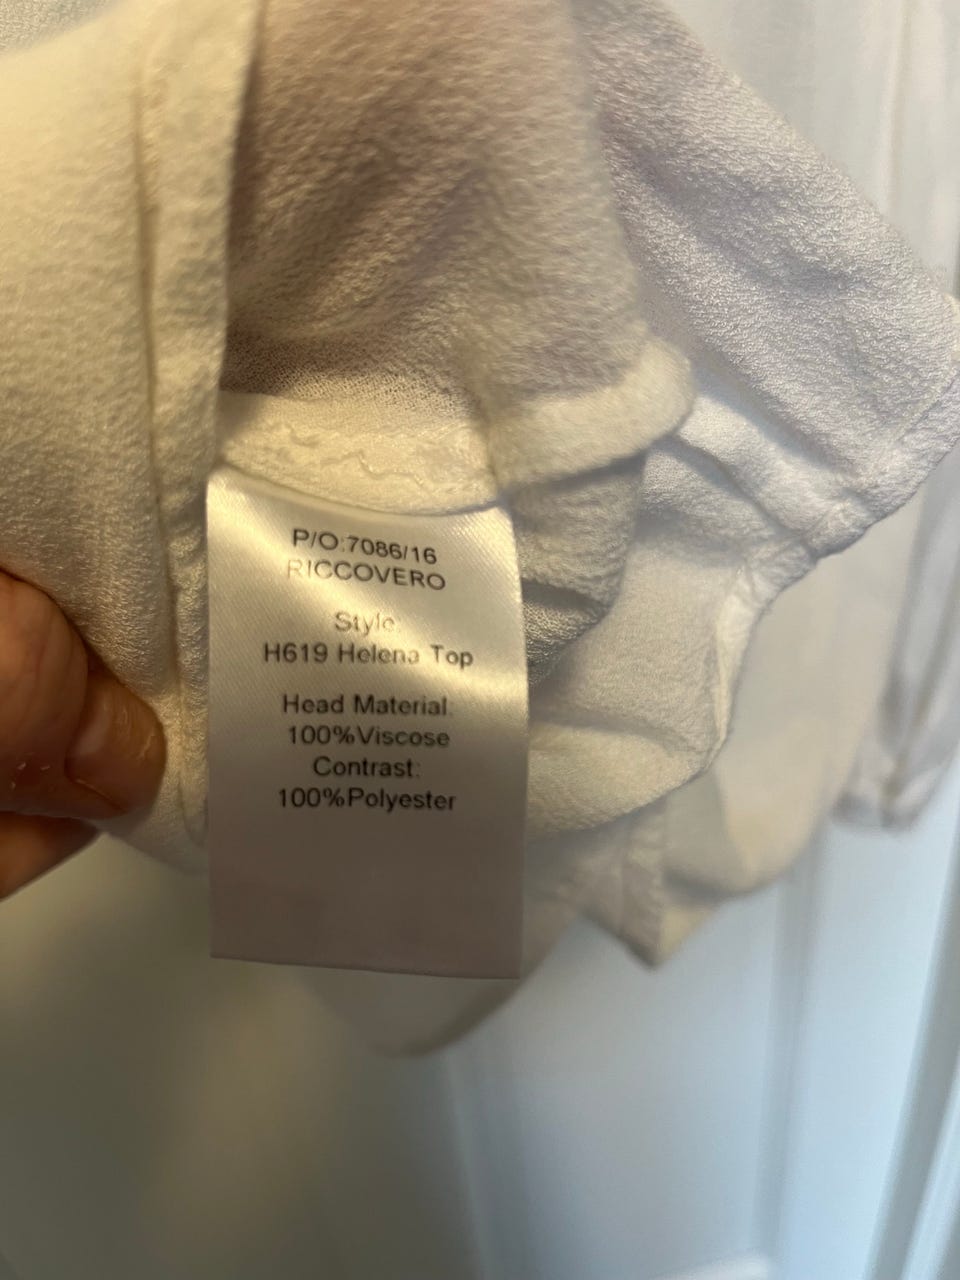 P/O:7086/16
RICCOVERO
Style:
H619 Helena Top
Head Material:
100%Viscose
Contrast:
100%Polyester